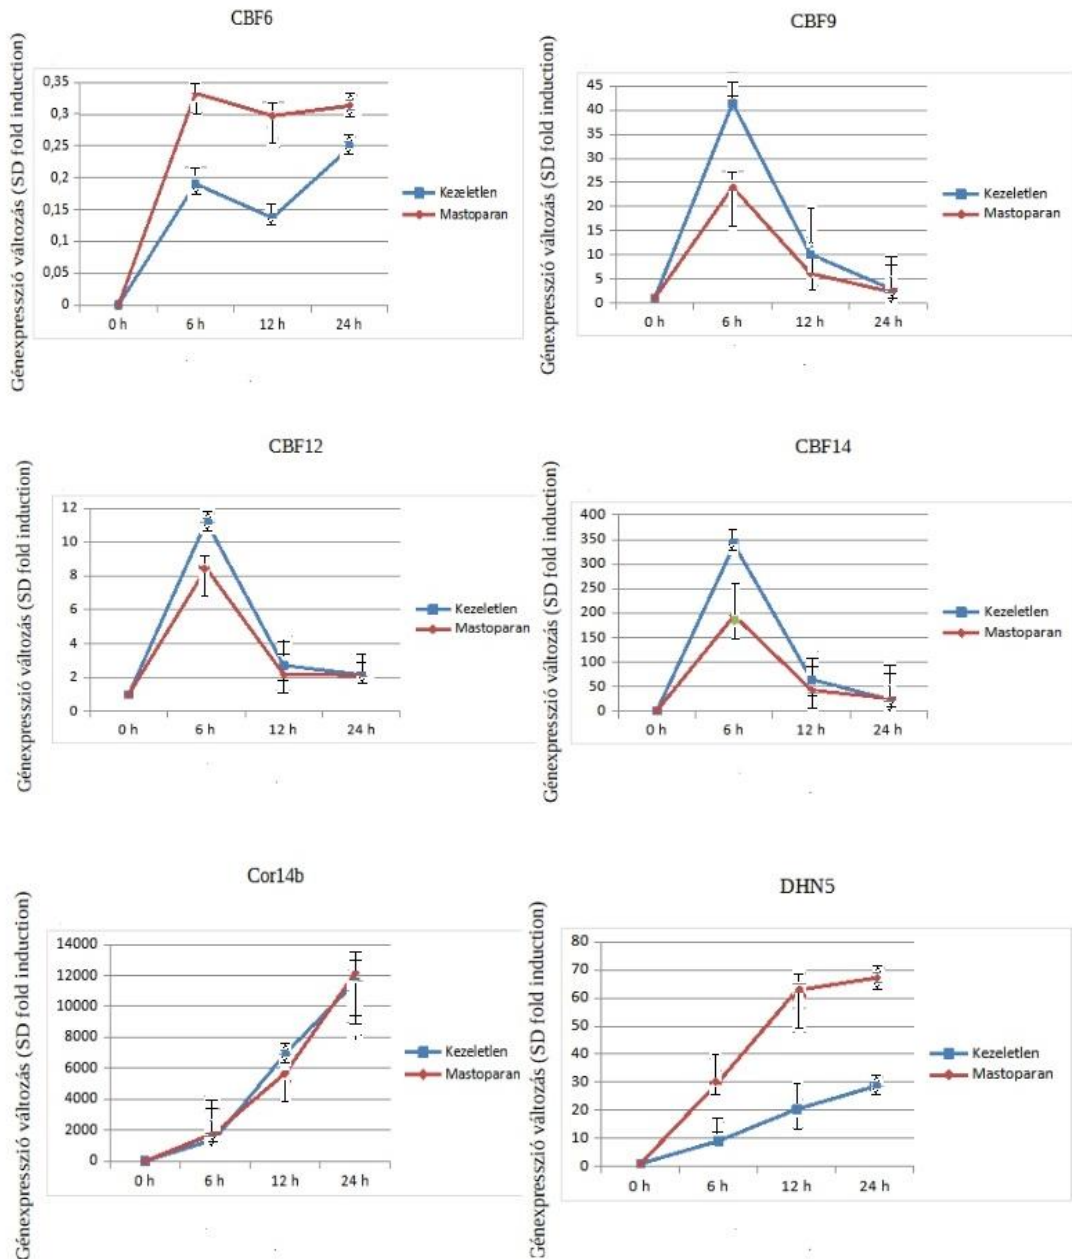 CBF6
Génexpresszió változás (SD fold induction)
0,35
0,3
0,25
0,2
0,15
0,1
0,05
0
0 h 6 h 12 h 24 h
Kezeletlen
Mastoparan
CBF9
Génexpresszió változás (SD fold induction)
45
40
35
30
25
20
15
10
5
0
0 h 6 h 12 h 24 h
Kezeletlen
Mastoparan
CBF12
Génexpresszió változás (SD fold induction)
12
10
8
6
4
2
0
0 h 6 h 12 h 24 h
Kezeletlen
Mastoparan
CBF14
Génexpresszió változás (SD fold induction)
400
350
300
250
200
150
100
50
0
0 h 6 h 12 h 24 h
Kezeletlen
Mastoparan
Cor14b
Génexpresszió változás (SD fold induction)
14000
12000
10000
8000
6000
4000
2000
0
0 h 6 h 12 h 24 h
Kezeletlen
Mastoparan
DHN5
Génexpresszió változás (SD fold induction)
80
70
60
50
40
30
20
10
0
0 h 6 h 12 h 24 h
Kezeletlen
Mastoparan